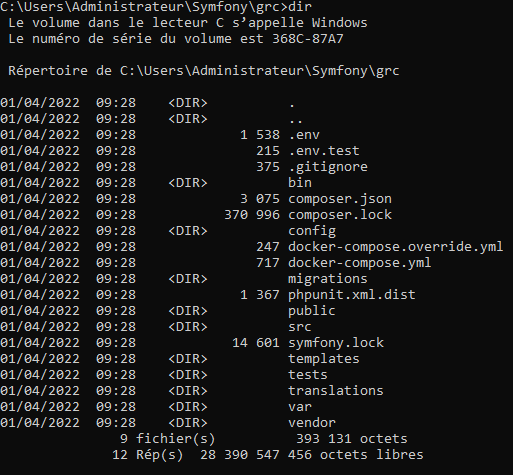 C:\Users\Administrateur\Symfony\grc>dir
Le volume dans le lecteur C s’appelle Windows
Le numéro de série du volume est 368C-87A7
Répertoire de C:\Users\Administrateur\Symfony\grc
01/04/2022  09:28    <DIR>          .
01/04/2022  09:28    <DIR>          ..
01/04/2022  09:28             1 538 .env
01/04/2022  09:28               215 .env.test
01/04/2022  09:28               375 .gitignore
01/04/2022  09:28    <DIR>          bin
01/04/2022  09:28             3 075 composer.json
01/04/2022  09:28           370 996 composer.lock
01/04/2022  09:28    <DIR>          config
01/04/2022  09:28               247 docker-compose.override.yml
01/04/2022  09:28               717 docker-compose.yml
01/04/2022  09:28    <DIR>          migrations
01/04/2022  09:28             1 367 phpunit.xml.dist
01/04/2022  09:28    <DIR>          public
01/04/2022  09:28    <DIR>          src
01/04/2022  09:28            14 601 symfony.lock
01/04/2022  09:28    <DIR>          templates
01/04/2022  09:28    <DIR>          tests
01/04/2022  09:28    <DIR>          translations
01/04/2022  09:28    <DIR>          var
01/04/2022  09:28    <DIR>          vendor
9 fichier(s)          393 131 octets
12 Rép(s)  28 390 547 456 octets libres